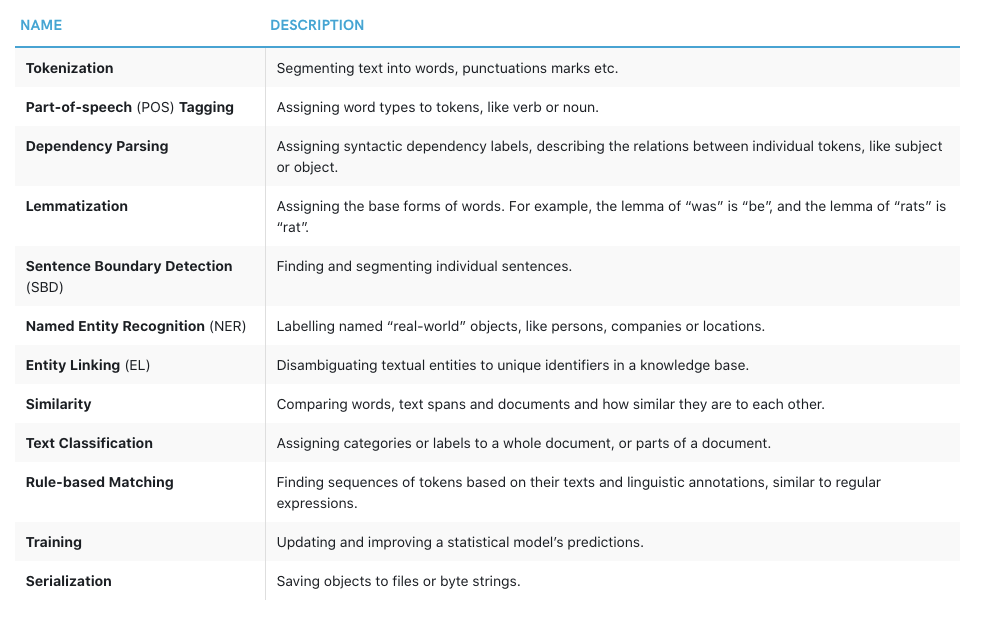 NAME DESCRIPTION
Tokenization Segmenting text into words, punctuations marks etc.
Part-of-speech (POS) Tagging Assigning word types to tokens, like verb or noun.
Dependency Parsing Assigning syntactic dependency labels, describing the relations between individual tokens, like subject
or object.
Lemmatization Assigning the base forms of words. For example, the lemma of “was” is “be”, and the lemma of “rats” is
“rat”.
Sentence Boundary Detection Finding and segmenting individual sentences.
(SBD)
Named Entity Recognition (NER) Labelling named “real-world” objects, like persons, companies or locations.
Entity Linking (EL) Disambiguating textual entities to unique identifiers in a knowledge base.
Similarity Comparing words, text spans and documents and how similar they are to each other.
Text Classification Assigning categories or labels to a whole document, or parts of a document.
Rule-based Matching Finding sequences of tokens based on their texts and linguistic annotations, similar to regular
expressions.
Training Updating and improving a statistical model’s predictions.
Serialization Saving objects to files or byte strings.